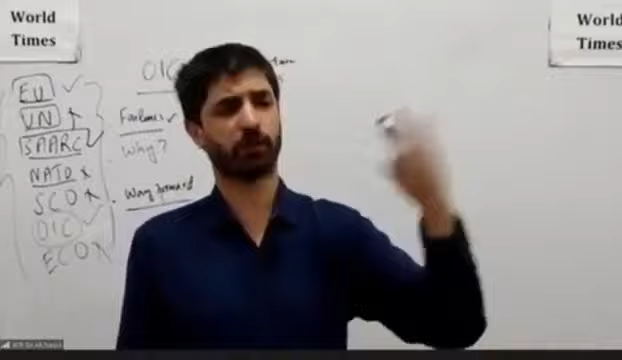 World
Times
World
Times
EU ✓
UN
SAARC
NATO x
SCO x
OIC ✓
ECO x
OIC
Failures ✓
Why?
Way forward